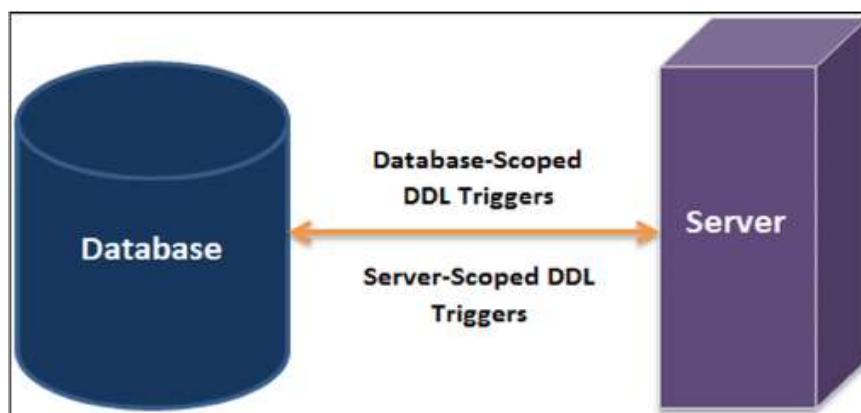 Database-Scoped
DDL Triggers
Database
Server
Server-Scoped DDL
Triggers